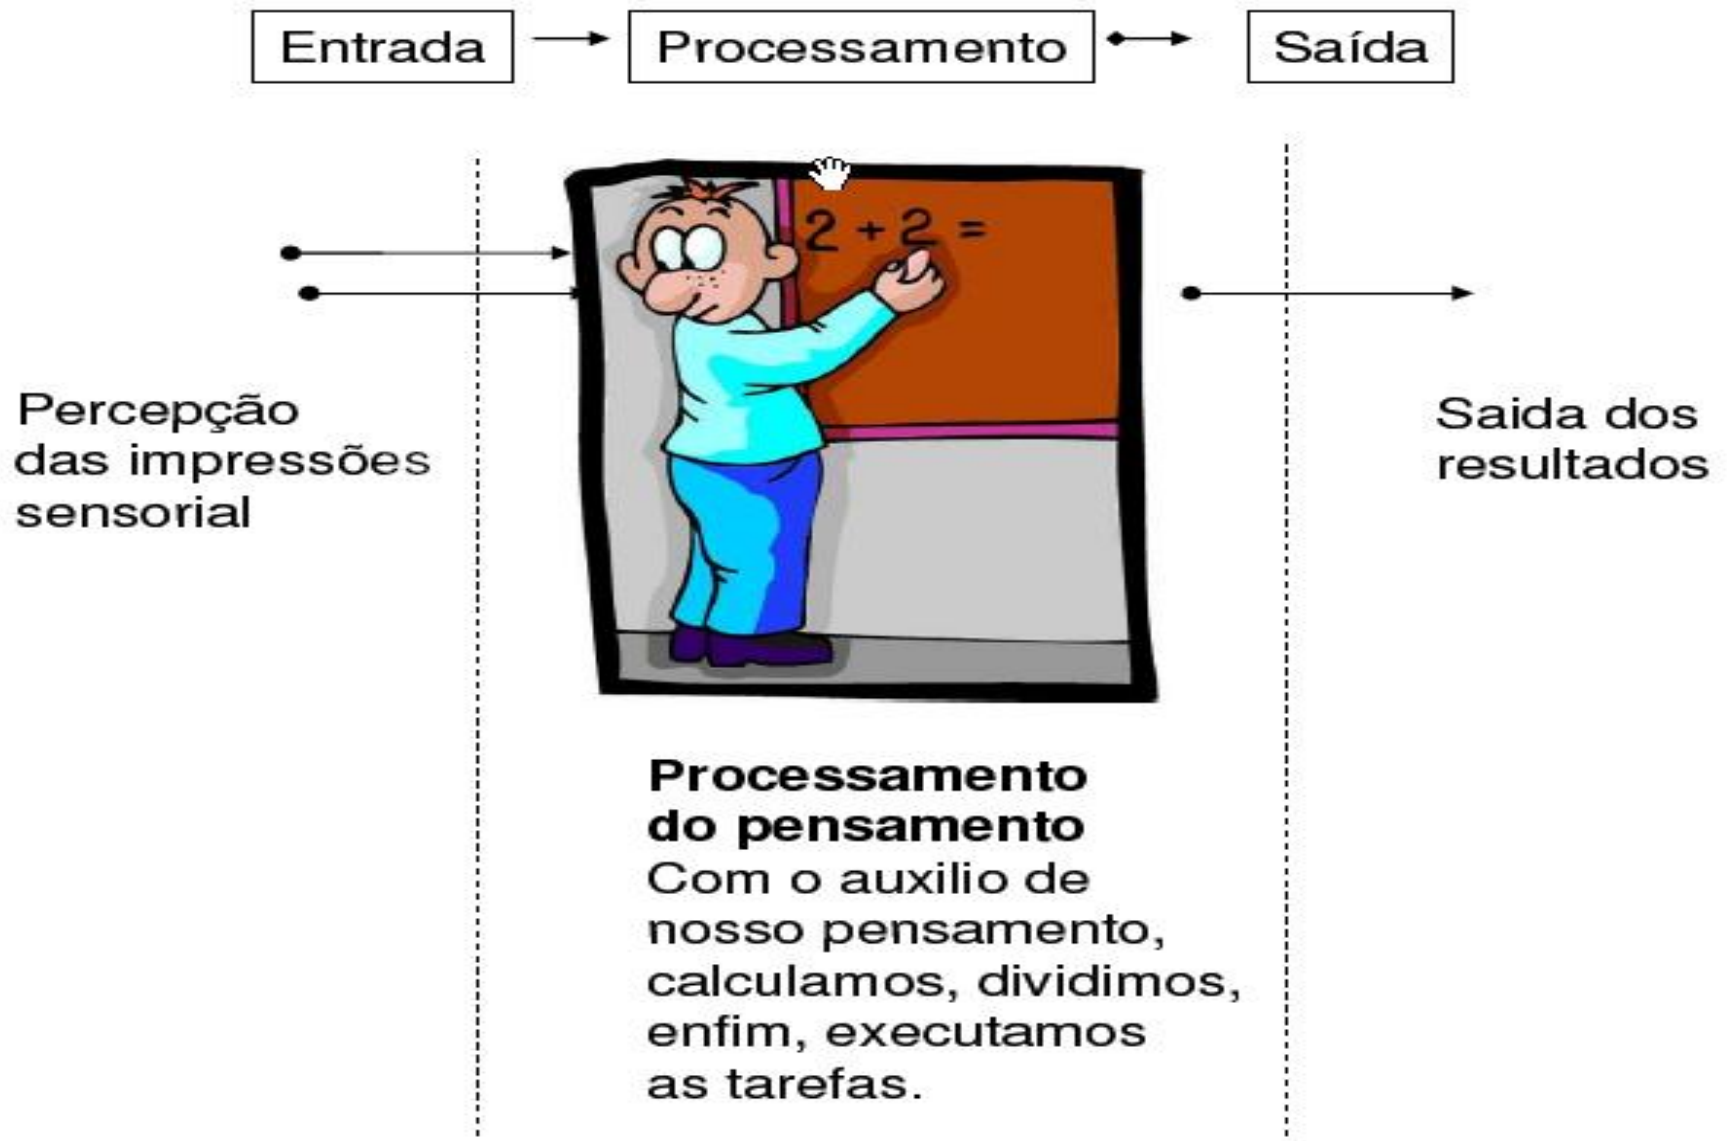 Entrada
Processamento
Saída
2 + 2 =
Percepção
das impressões
sensorial
Saida dos
resultados
Processamento
do pensamento
Com o auxilio de
nosso pensamento,
calculamos, dividimos,
enfim, executamos
as tarefas.